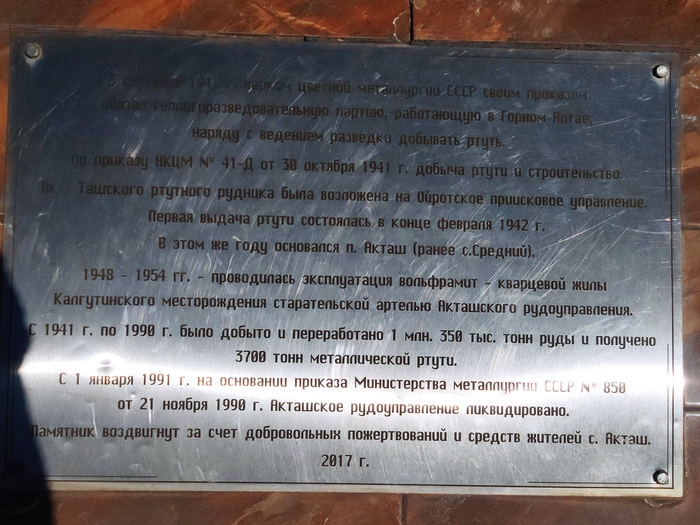 В сентябре 1941 г. Нарком цветной металлургии СССР своим приказом
обязал геологоразведовательную партию, работающую в Горном Алтае,
наряду с ведением разведки добывать ртуть.
По приказу НКЦМ № 41-Д от 30 октября 1941 г. добыча ртути и строительство
Ак. - Ташского ртутного рудника была возложена на Ойротское приисковое управление.
Первая выдача ртути состоялась в конце февраля 1942 г.
В этом же году основался п. Акташ (ранее с.Средний).
1948 - 1954 гг. - проводилась эксплуатация вольфрамит - кварцевой жилы
Калгутинского месторождения старательской артелью Акташского рудоуправления.
С 1941 г. по 1990 г. было добыто и переработано 1 млн. 350 тыс. тонн руды и получено
3700 тонн металлической ртути.
С 1 января 1991 г. на основании приказа Министерства металлургии СССР № 850
от 21 ноября 1990 г. Акташское рудоуправление ликвидировано.
Памятник воздвигнут за счет добровольных пожертвований и средств жителей с. Акташ.
2017 г.